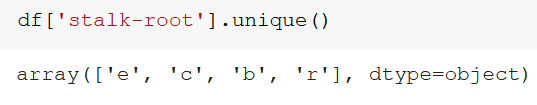 df['stalk-root'].unique()
array(['e', 'c', 'b', 'r'], dtype=object)